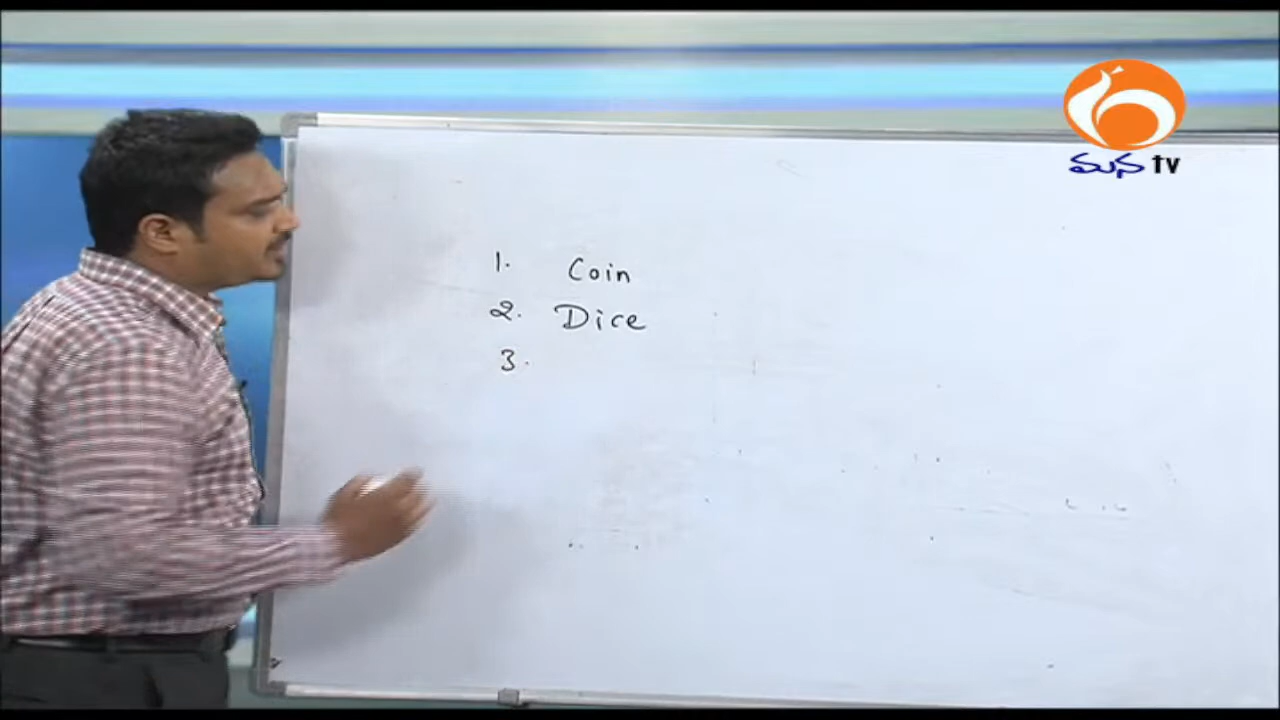 మన tv
1. Coin
2. Dice
3.